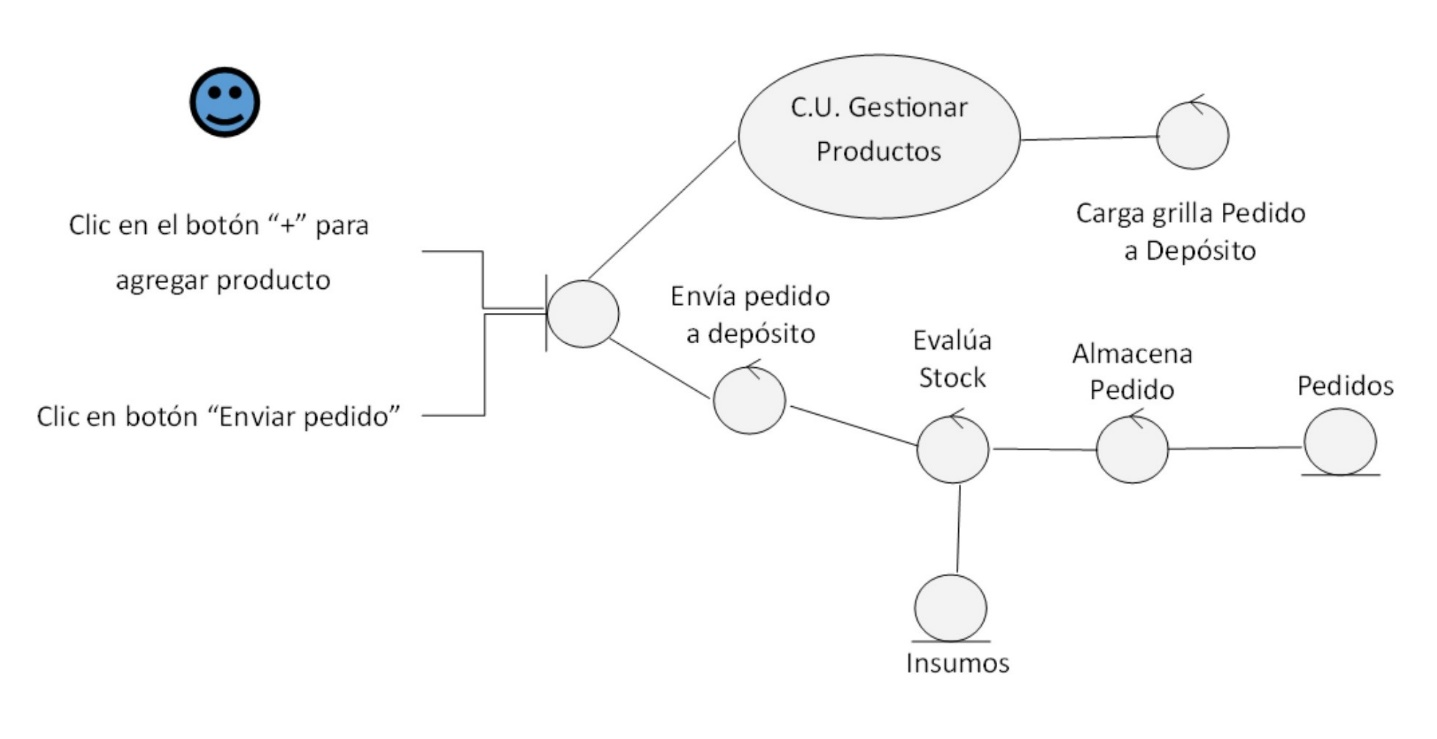 C.U. Gestionar
Productos
Clic en el botón “+” para
agregar producto
Carga grilla Pedido
a Depósito
Envía pedido
a depósito
Evalúa
Stock
Almacena
Pedido
Pedidos
Clic en botón “Enviar pedido”
Insumos